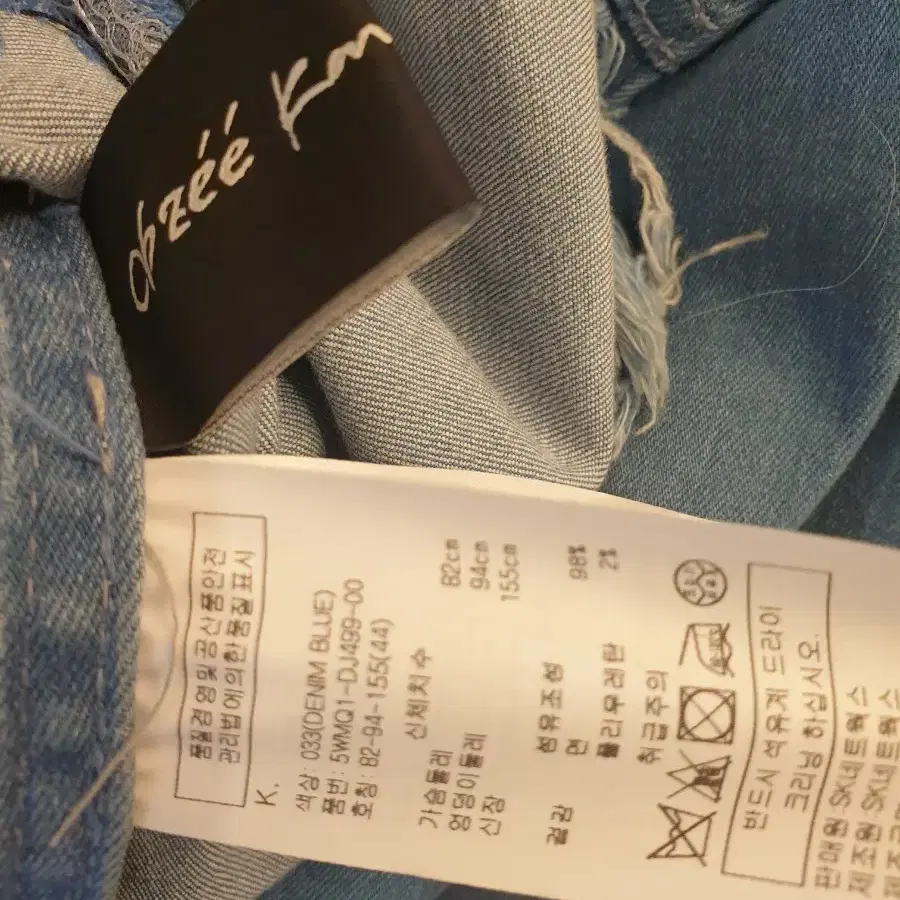 obzéé Kan
품질경영및 공산품안전
관리법에의한품질표시
K.
색상: 033(DENIM BLUE)
품번: 5WMQ1-DJ499-00
호칭: 82-94-155(44)
신체치수
가슴둘레 82cm
엉덩이둘레 94cm
신장 155cm
섬유조성
겉감 면 98%
폴리우레탄 2%
취급주의
반드시 석유계 드라이
크리닝 하십시오.
판매원 SK네트웍스
제조원 SK네트웍스